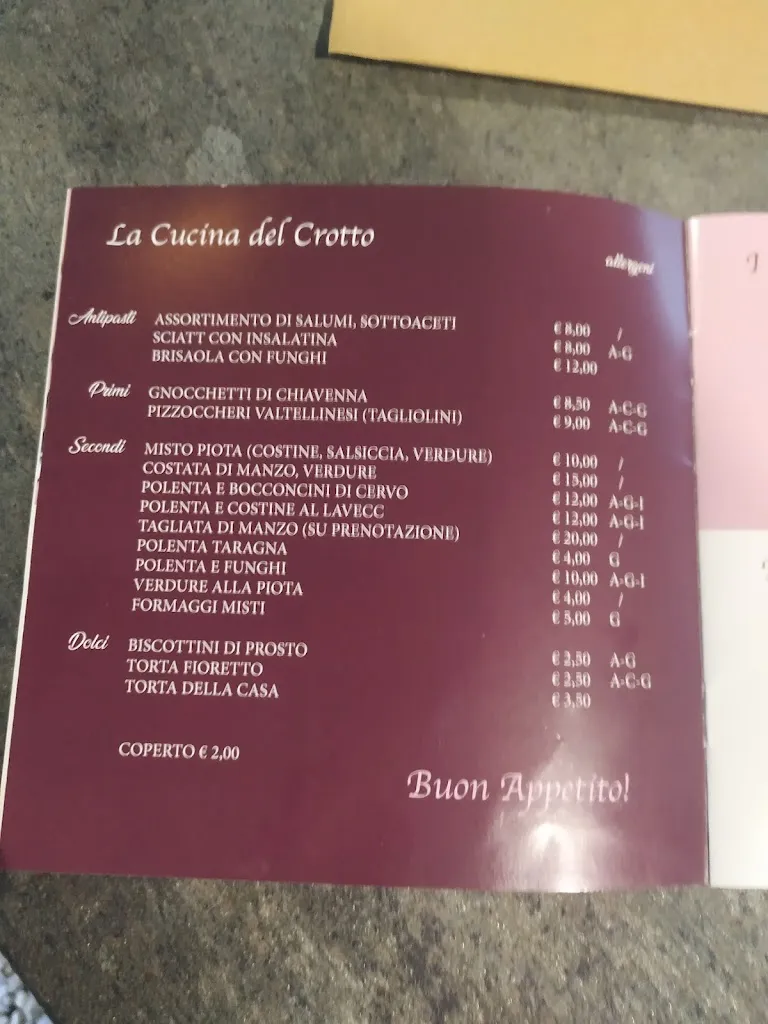 La Cucina del Crotto
allergeni
Antipasti ASSORTIMENTO DI SALUMI, SOTTOACETI € 8,00 /
SCIATT CON INSALATINA € 8,00 A-G
BRISAOLA CON FUNGHI € 12,00
Primi GNOCCHETTI DI CHIAVENNA € 8,50 A-C-G
PIZZOCCHERI VALTELLINESI (TAGLIOLINI) € 9,00 A-C-G
Secondi MISTO PIOTA (COSTINE, SALSICCIA, VERDURE) € 10,00 /
COSTATA DI MANZO, VERDURE € 15,00 /
POLENTA E BOCCONCINI DI CERVO € 12,00 A-G-I
POLENTA E COSTINE AL LAVECC € 12,00 A-G-I
TAGLIATA DI MANZO (SU PRENOTAZIONE) € 20,00 /
POLENTA TARAGNA € 4,00 G
POLENTA E FUNGHI € 10,00 A-G-I
VERDURE ALLA PIOTA € 4,00 /
FORMAGGI MISTI € 5,00 G
Dolci BISCOTTINI DI PROSTO € 2,50 A-G
TORTA FIORETTO € 2,50 A-C-G
TORTA DELLA CASA € 3,50
COPERTO € 2,00
Buon Appetito!